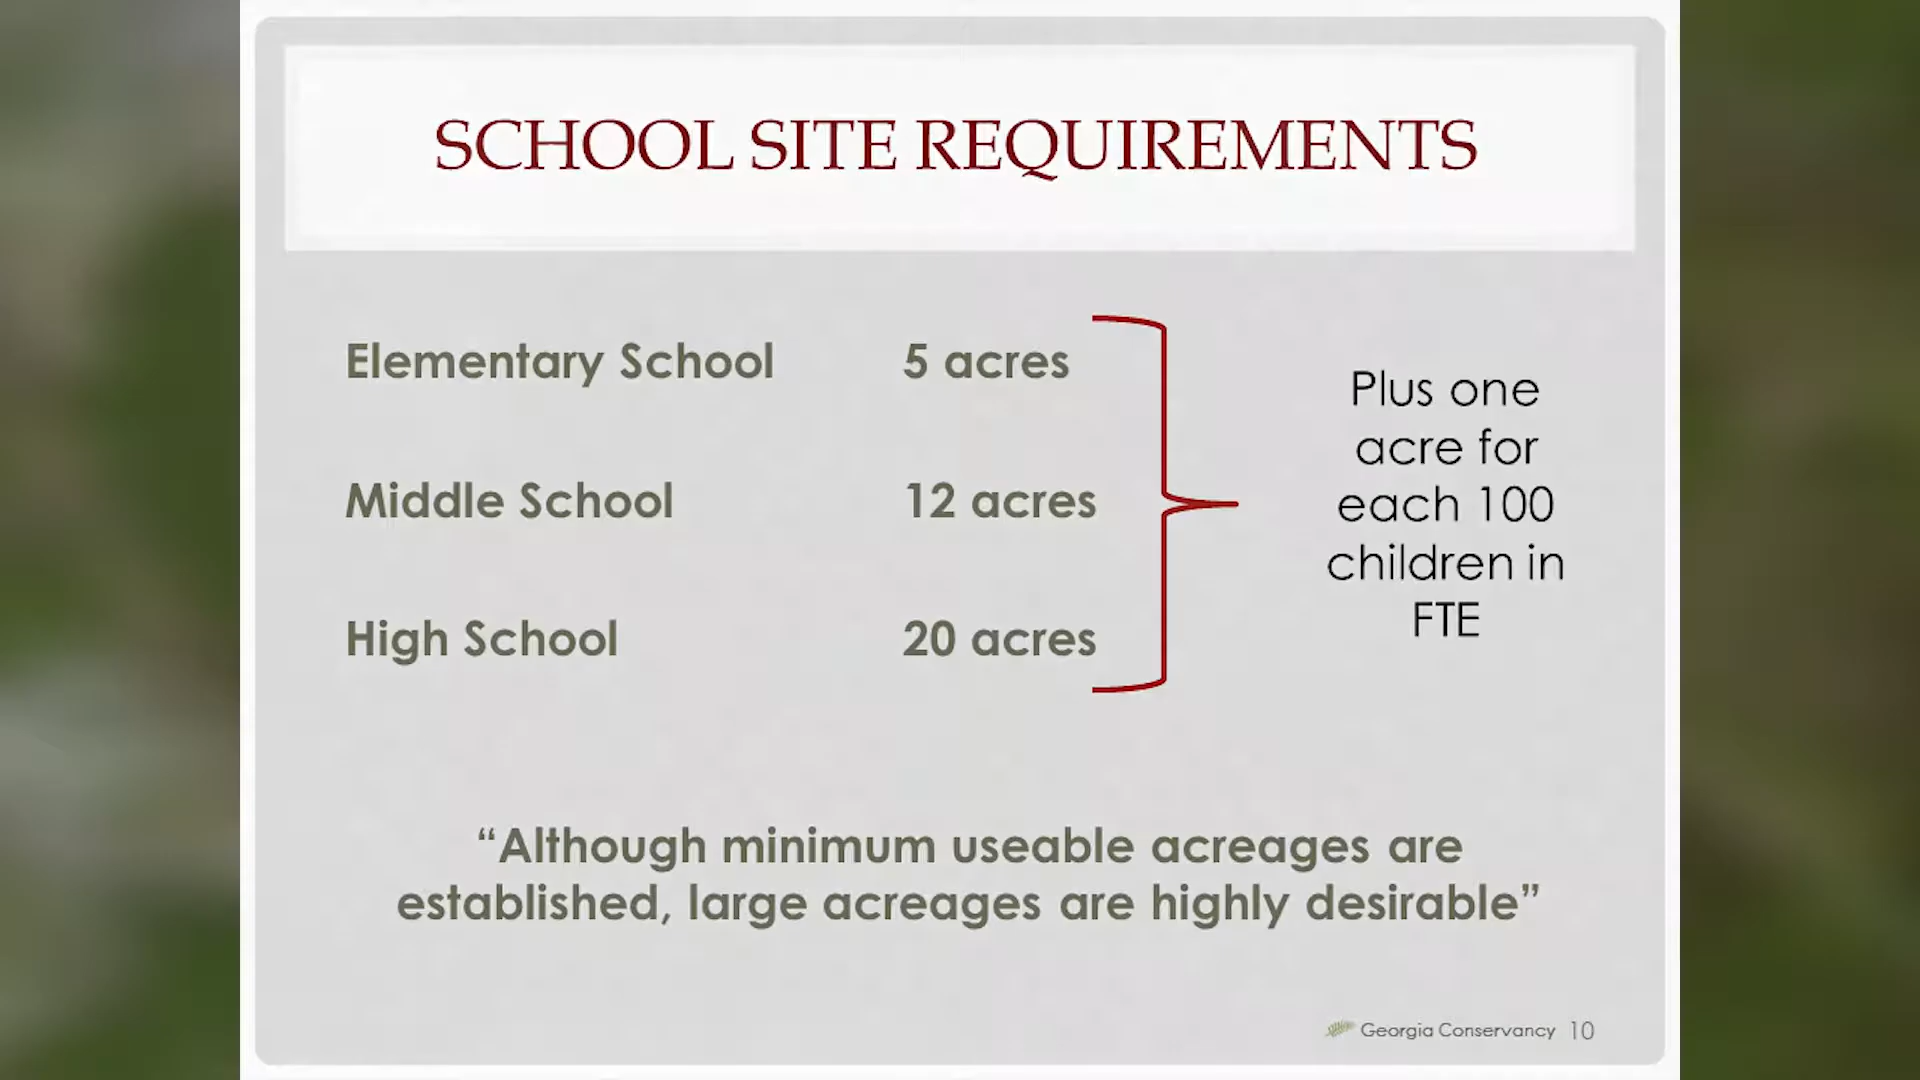 SCHOOL SITE REQUIREMENTS
Elementary School 5 acres
Middle School 12 acres
High School 20 acres
Plus one
acre for
each 100
children in
FTE
“Although minimum useable acreages are
established, large acreages are highly desirable”
Georgia Conservancy 10